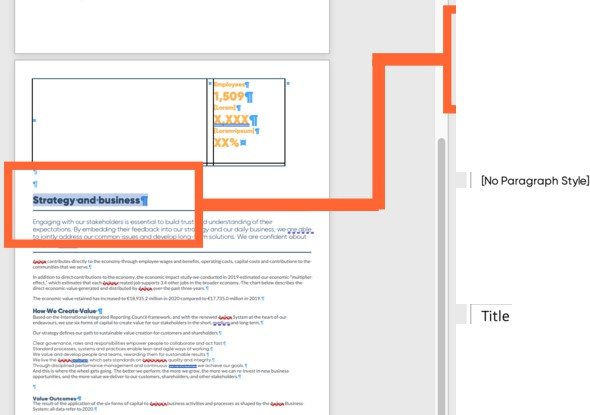 Employees¶
1,509¶
[Lorem]¶
X.XXX¶
[Lorem-ipsum]¶
XX%
¶
¶
Strategy and business¶
Engaging with our stakeholders is essential to build trust and understanding of their
expectations. By embedding their feedback into our strategy and our daily business, we are able
to jointly address our common issues and develop long-term solutions. We are confident about
contributes directly to the economy through employee wages and benefits, operating costs, capital costs and contributions to the
communities that we serve.¶
In addition to direct contributions to the economy, the economic impact study we conducted in 2019 estimated our economic "multiplier
effect," estimates that each created job supports 3.4 other jobs in the broader economy. The chart below describes the
direct economic value generated and distributed by over the past three years.¶
The economic value retained has increased to €18,935.2 million in 2020 compared to €17,735.0 million in 2019.¶
How We Create Value¶
Based on the International Integrated Reporting Council Framework, and with the renewed System at the heart of our
endeavour, we use six forms of capital to create value for our stakeholders in the short, medium and long term.¶
Our strategy defines our path to sustainable value creation for customers and shareholders.¶
Clear governance, roles and responsibilities empower people to collaborate and act fast¶
Standard processes, systems and practices enable lean and agile ways of working.¶
We value and develop people and teams, rewarding them for sustainable results.¶
We live the which sets standards on quality and integrity.¶
Through disciplined performance management and continuous we achieve our goals¶
And this is where the wheel gets going. The better we perform, the more we grow, the more we can re-invest in new business
opportunities, and the more value we deliver to our customers, shareholders, and other stakeholders.¶
¶
Value Outcomes¶
The result of the application of the six forms of capital to business activities and processes as shaped by the Business
System; all data refer to 2020.¶
[No Paragraph Style]
Title